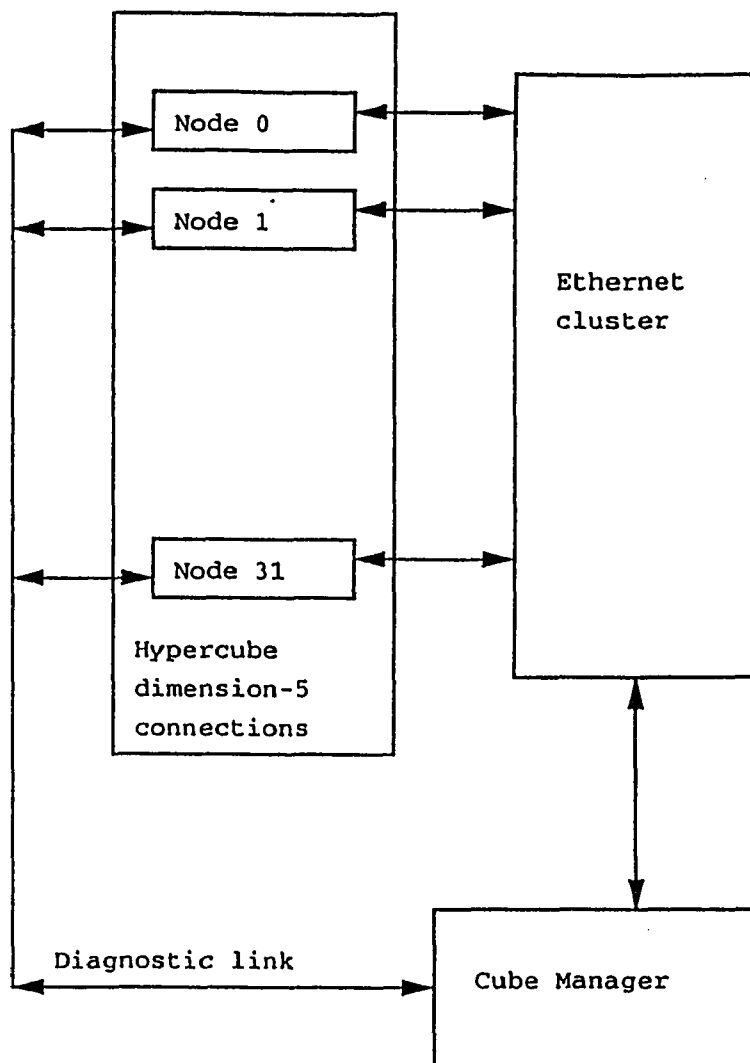 Node 0
Node 1
Ethernet
cluster
Node 31
Hypercube
dimension-5
connections
Diagnostic link
Cube Manager